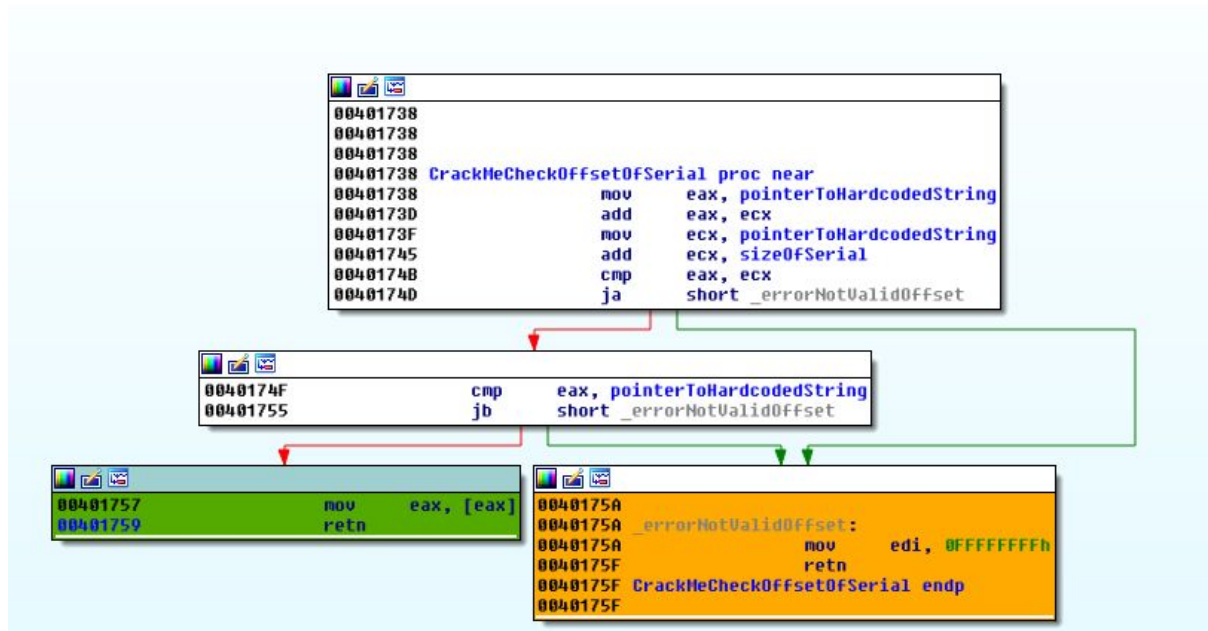 00401738
00401738
00401738
00401738 CrackMeCheckOffsetOfSerial proc near
00401738 mov eax, pointerToHardcodedString
0040173D add eax, ecx
0040173F mov ecx, pointerToHardcodedString
00401745 add ecx, sizeOfSerial
0040174B cmp eax, ecx
0040174D ja short _errorNotValidOffset
0040174F cmp eax, pointerToHardcodedString
00401755 jb short _errorNotValidOffset
00401757 mov eax, [eax]
00401759 retn
0040175A
0040175A _errorNotValidOffset:
0040175A mov edi, 0FFFFFFFFh
0040175F retn
0040175F CrackMeCheckOffsetOfSerial endp
0040175F